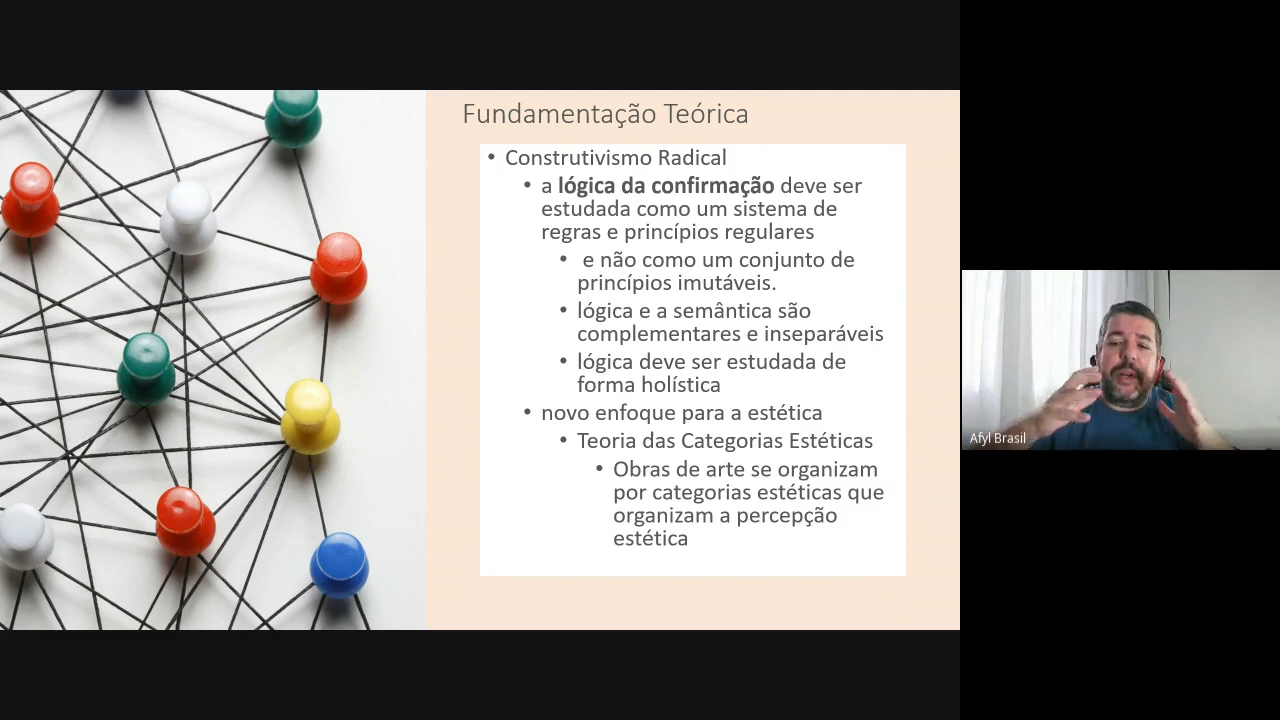 Fundamentação Teórica
• Construtivismo Radical
• a lógica da confirmação deve ser
estudada como um sistema de
regras e princípios regulares
• e não como um conjunto de
princípios imutáveis.
• lógica e a semântica são
complementares e inseparáveis
• lógica deve ser estudada de
forma holística
• novo enfoque para a estética
• Teoria das Categorias Estéticas
• Obras de arte se organizam
por categorias estéticas que
organizam a percepção
estética
Afyl Brasil